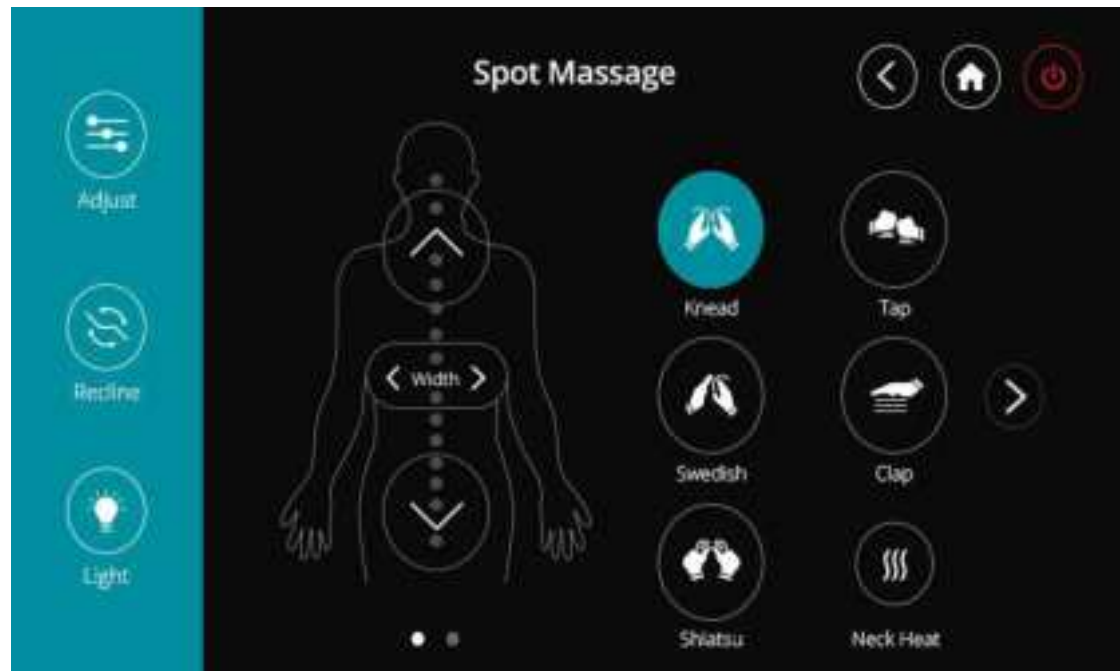 Spot Massage
Adjust
Recline
Light
Width
Knead
Tap
Swedish
Clap
Shiatsu
Neck Heat